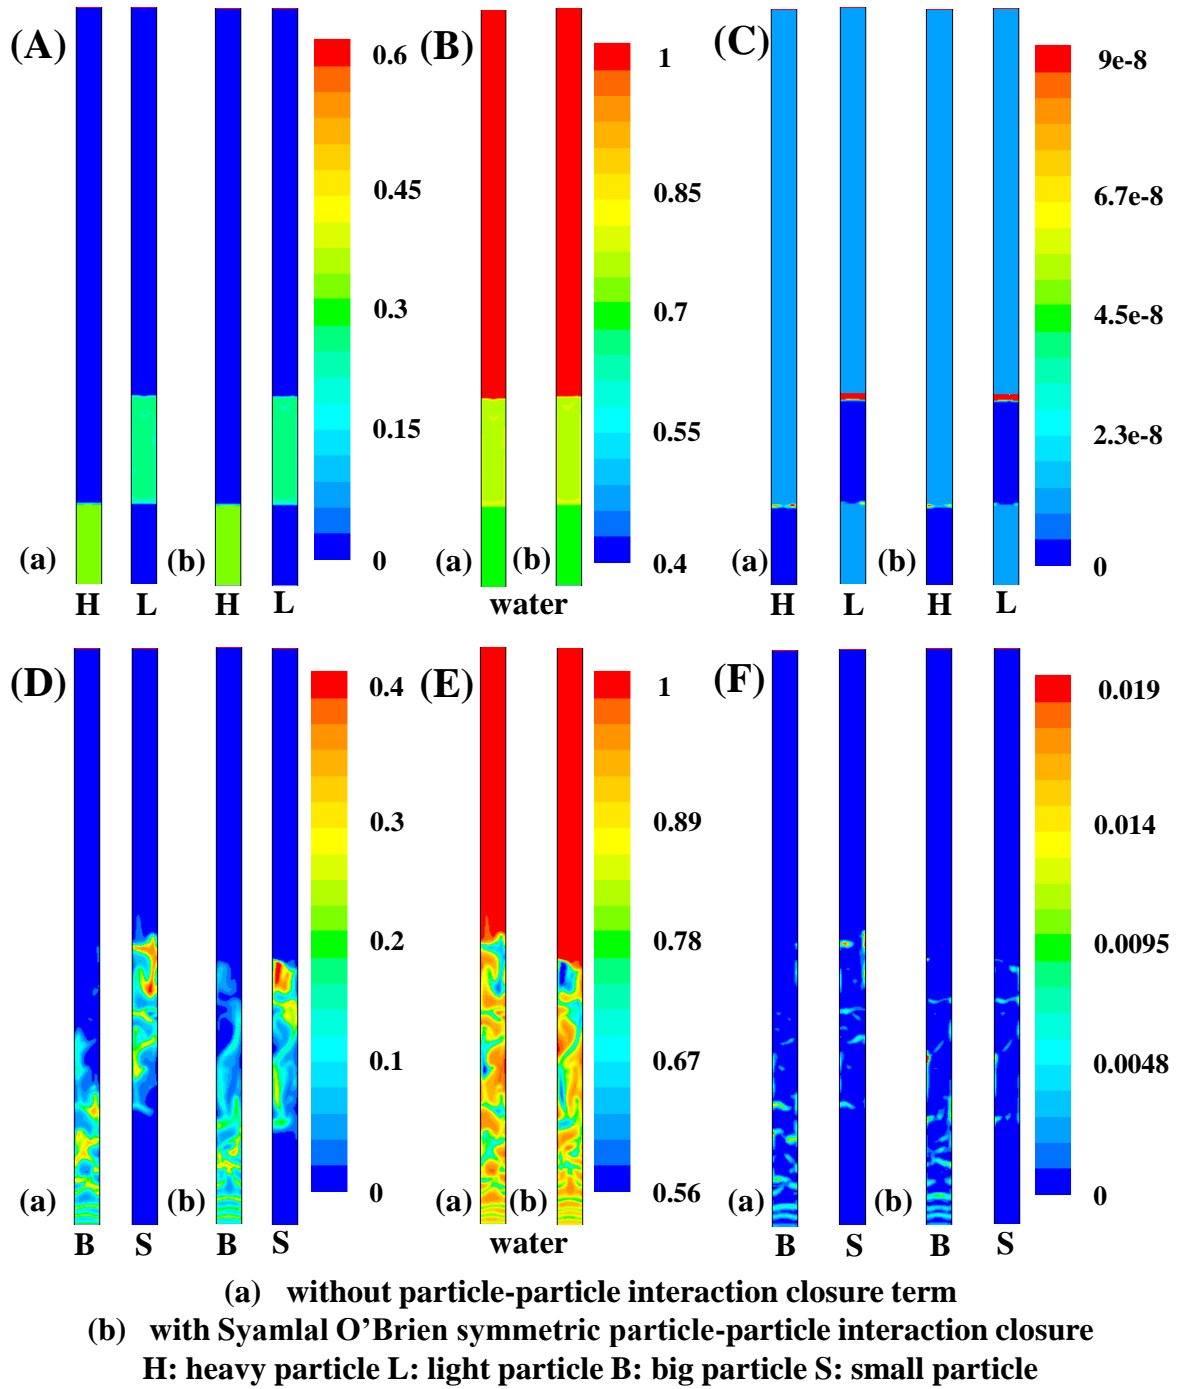 (A) 0.6 0.45 0.3 0.15 0
(a) (b)
H L H L
(B) 1 0.85 0.7 0.55 0.4
(a) (b)
water
(C) 9e-8 6.7e-8 4.5e-8 2.3e-8 0
(a) (b)
H L H L
(D) 0.4 0.3 0.2 0.1 0
(a) (b)
B S B S
(E) 1 0.89 0.78 0.67 0.56
(a) (b)
water
(F) 0.019 0.014 0.0095 0.0048 0
(a) (b)
B S B S
(a) without particle-particle interaction closure term
(b) with Syamlal O’Brien symmetric particle-particle interaction closure
H: heavy particle L: light particle B: big particle S: small particle